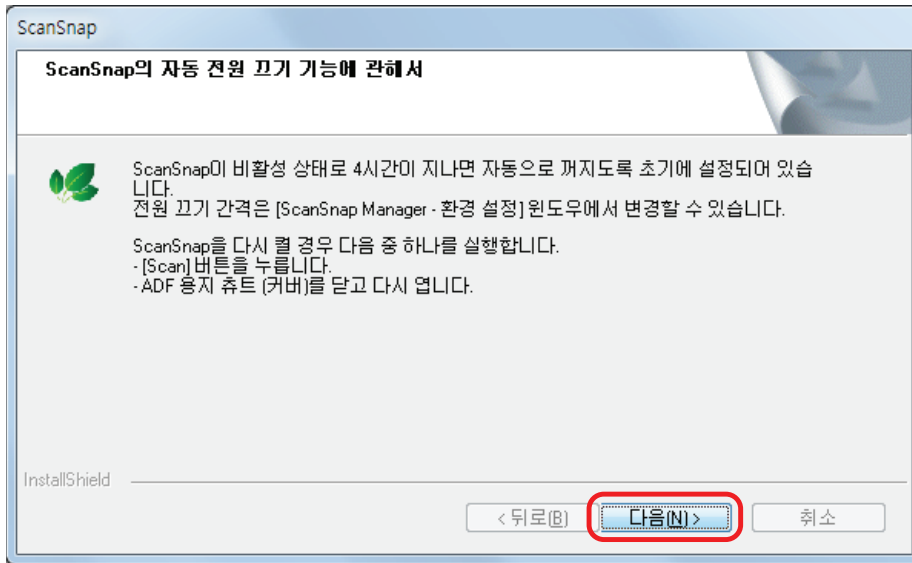 ScanSnap
ScanSnap의 자동 전원 끄기 기능에 관해서
ScanSnap이 비활성 상태로 4시간이 지나면 자동으로 꺼지도록 초기에 설정되어 있습
니다.
전원 끄기 간격은 [ScanSnap Manager - 환경 설정] 윈도우에서 변경할 수 있습니다.
ScanSnap을 다시 켤 경우 다음 중 하나를 실행합니다.
- [Scan] 버튼을 누릅니다.
- ADF 용지 츄트 (커버)를 닫고 다시 엽니다.
InstallShield
< 뒤로(B) 다음(N) > 취소